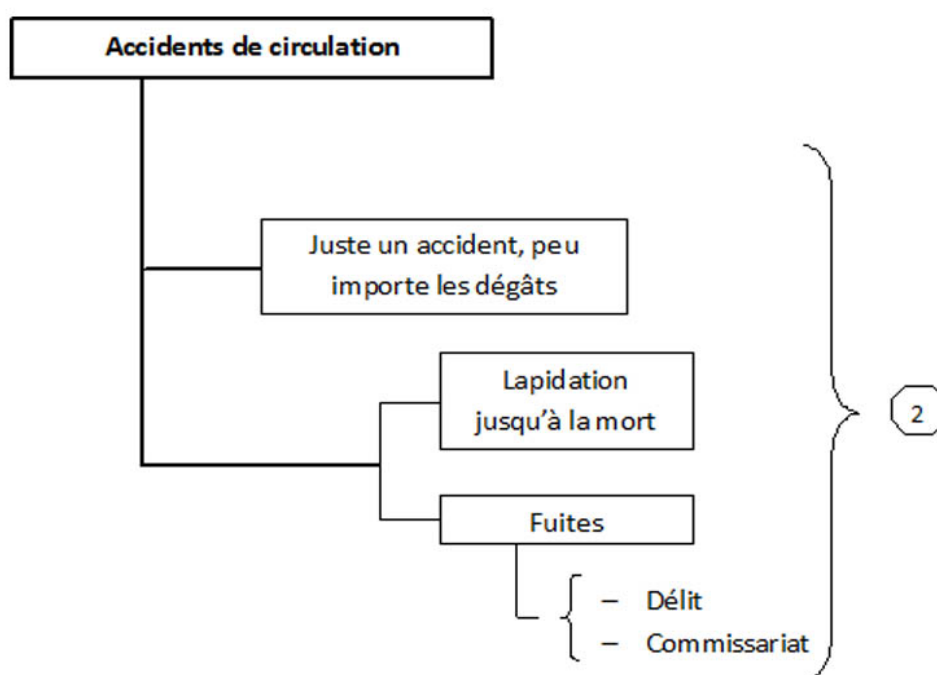 Accidents de circulation
Juste un accident, peu
importe les dégâts
Lapidation
jusqu'à la mort
2
Fuites
– Délit
– Commissariat